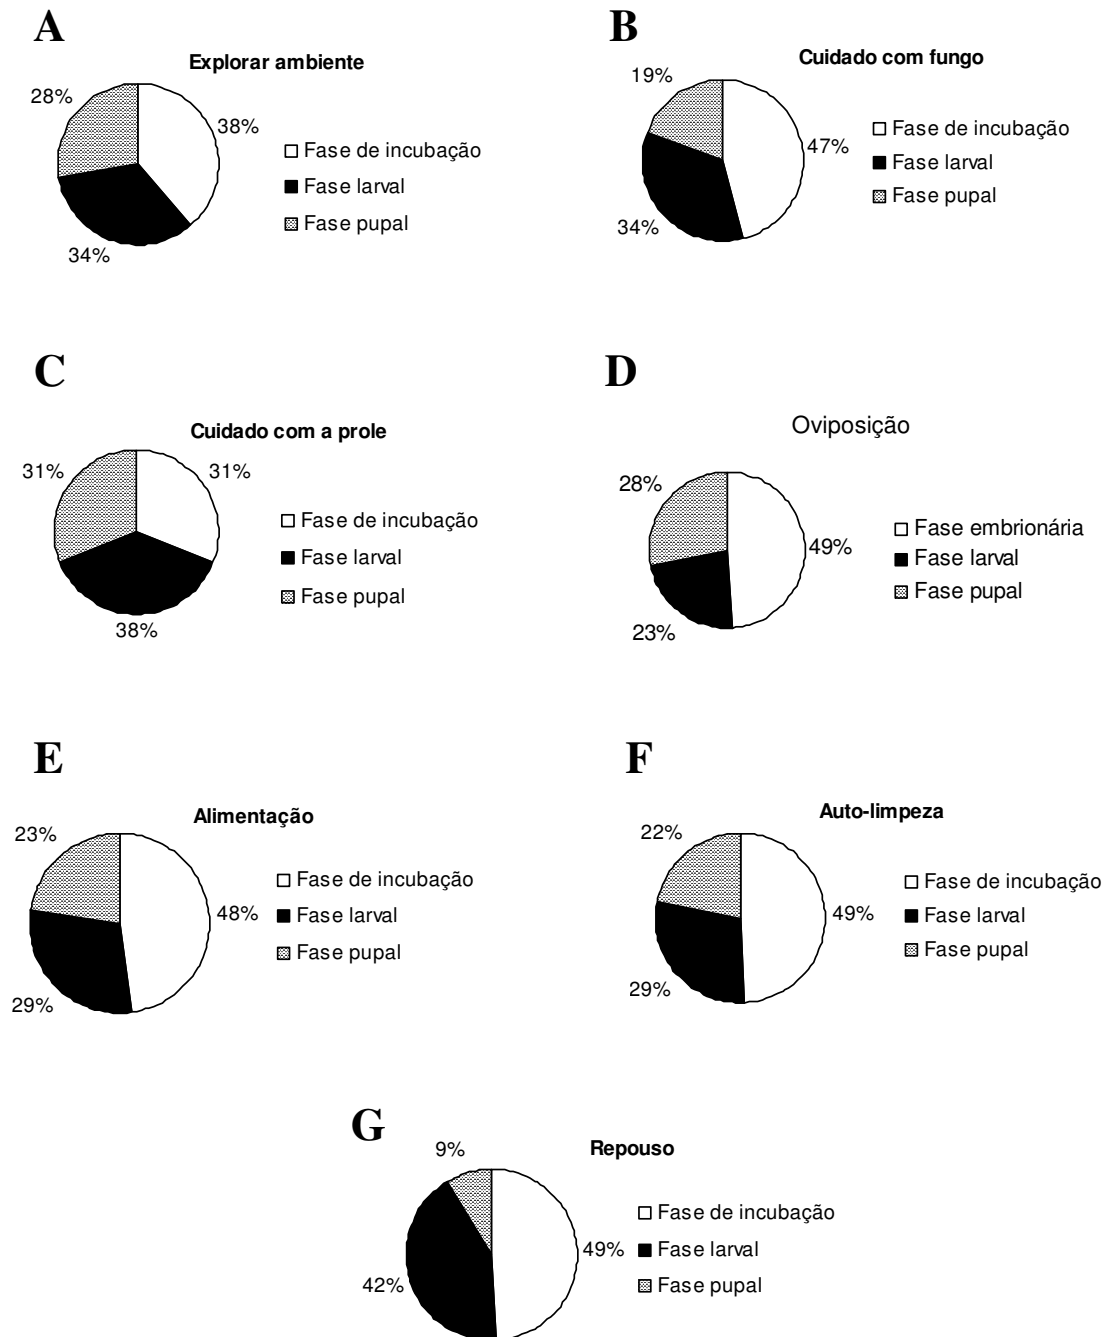 A
Explorar ambiente
28%
38%
34%
Fase de incubação
Fase larval
Fase pupal
B
Cuidado com fungo
19%
47%
34%
Fase de incubação
Fase larval
Fase pupal
C
Cuidado com a prole
31%
31%
38%
Fase de incubação
Fase larval
Fase pupal
D
Oviposição
28%
49%
23%
Fase embrionária
Fase larval
Fase pupal
E
Alimentação
23%
48%
29%
Fase de incubação
Fase larval
Fase pupal
F
Auto-limpeza
22%
49%
29%
Fase de incubação
Fase larval
Fase pupal
G
Repouso
9%
49%
42%
Fase de incubação
Fase larval
Fase pupal